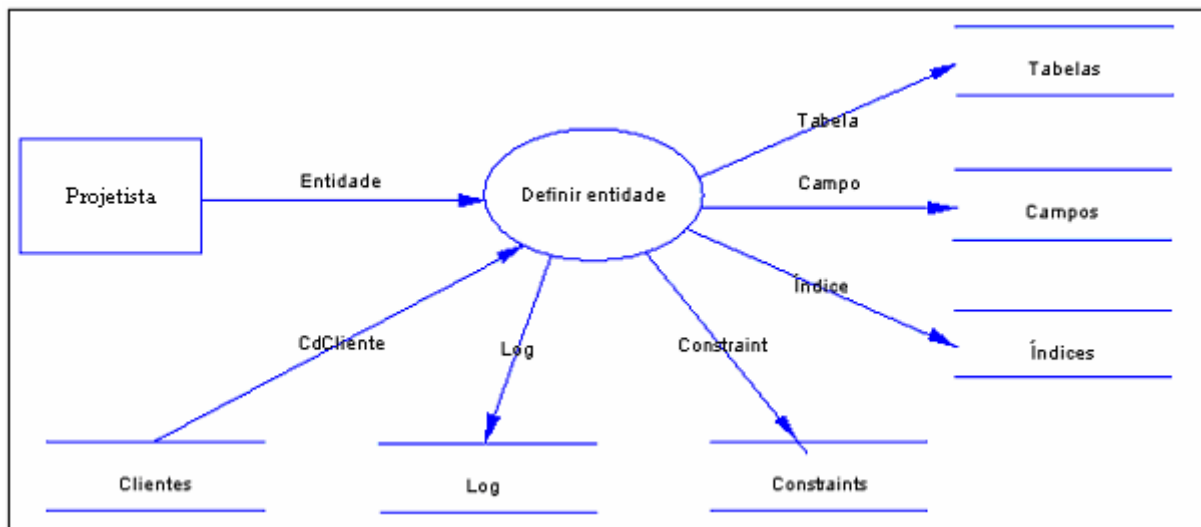 Tabelas
Tabela
Projetista
Entidade
Definir entidade
Campo
Campos
Índice
Índices
CdCliente
Log
Constraint
Clientes
Log
Constraints